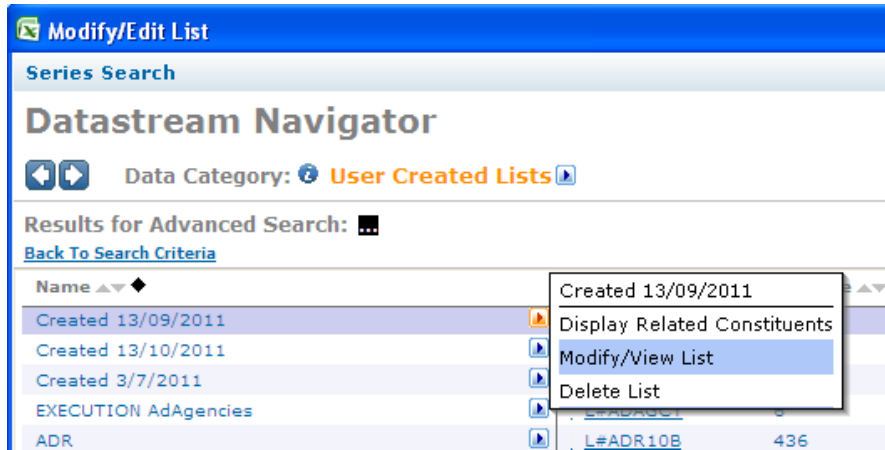 Modify/Edit List
Series Search
Datastream Navigator
Data Category: User Created Lists
Results for Advanced Search: ...
Back To Search Criteria
Name
Created 13/09/2011
Created 13/10/2011
Created 3/7/2011
EXECUTION AdAgencies L#ADAGCT 8
ADR L#ADR10B 436
Created 13/09/2011
Display Related Constituents
Modify/View List
Delete List